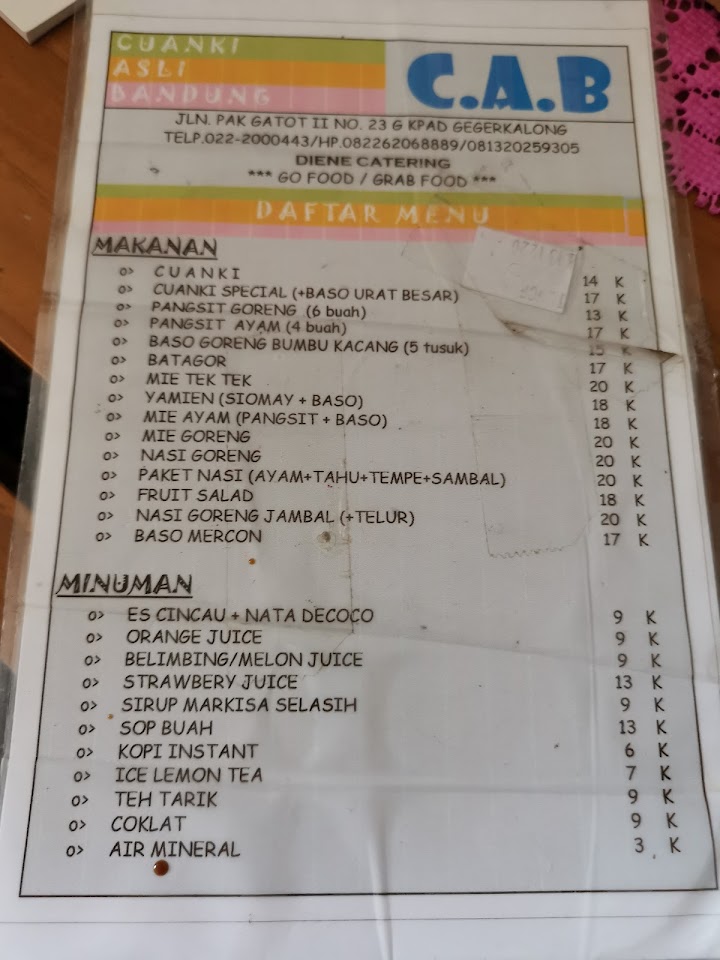 CUANKI
ASLI
BANDUNG
C.A.B
JLN. PAK GATOT II NO. 23 G KPAD GEGERKALONG
TELP.022-2000443/HP.082262068889/081320259305
DIENE CATERING
*** GO FOOD / GRAB FOOD ***
DAFTAR MENU
MAKANAN
o> CUANKI 14 K
o> CUANKI SPECIAL (+BASO URAT BESAR) 17 K
o> PANGSIT GORENG (6 buah) 13 K
o> PANGSIT AYAM (4 buah) 17 K
o> BASO GORENG BUMBU KACANG (5 tusuk) 15 K
o> BATAGOR 17 K
o> MIE TEK TEK 20 K
o> YAMIEN (SIOMAY + BASO) 18 K
o> MIE AYAM (PANGSIT + BASO) 18 K
o> MIE GORENG 20 K
o> NASI GORENG 20 K
o> PAKET NASI (AYAM+TAHU+TEMPE+SAMBAL) 20 K
o> FRUIT SALAD 18 K
o> NASI GORENG JAMBAL (+TELUR) 20 K
o> BASO MERCON 17 K
MINUMAN
o> ES CINCAU + NATA DECOCO 9 K
o> ORANGE JUICE 9 K
o> BELIMBING/MELON JUICE 9 K
o> STRAWBERY JUICE 13 K
o> SIRUP MARKISA SELASIH 9 K
o> SOP BUAH 13 K
o> KOPI INSTANT 6 K
o> ICE LEMON TEA 7 K
o> TEH TARIK 9 K
o> COKLAT 9 K
o> AIR MINERAL 3 K